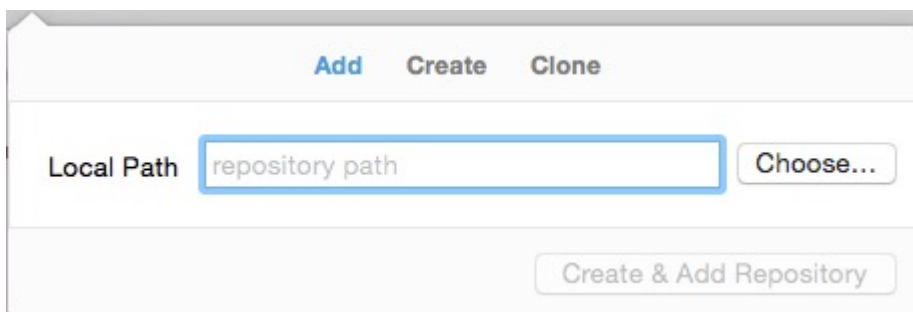 Add Create Clone
Local Path repository path Choose...
Create & Add Repository